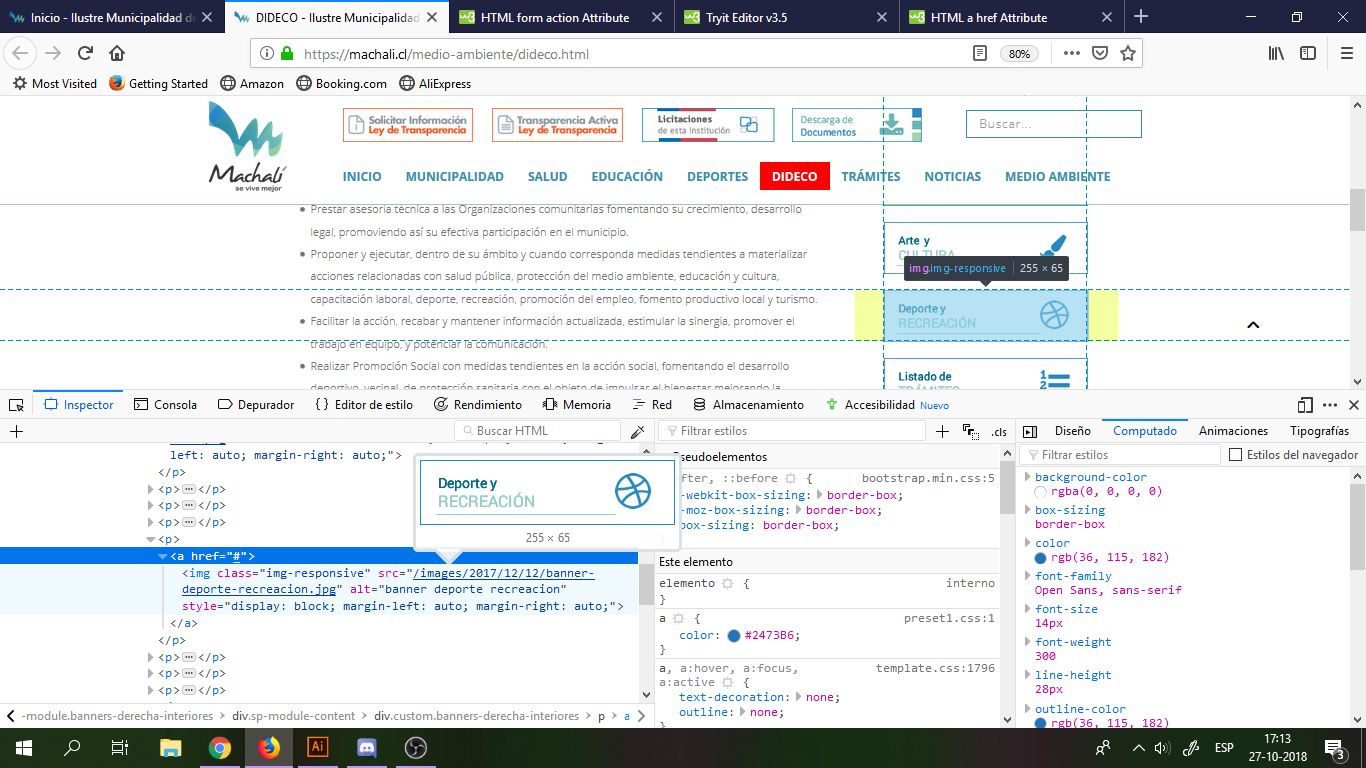 Inicio - Ilustre Municipalidad de
DIDECO - Ilustre Municipalidad
HTML form action Attribute
Tryit Editor v3.5
HTML a href Attribute
https://machali.cl/medio-ambiente/dideco.html
80%
Most Visited
Getting Started
Amazon
Booking.com
AliExpress
Machalí
se vive mejor
Solicitar Información
Ley de Transparencia
Transparencia Activa
Ley de Transparencia
Licitaciones
de esta institución
Descarga de
Documentos
Buscar...
INICIO
MUNICIPALIDAD
SALUD
EDUCACIÓN
DEPORTES
DIDECO
TRÁMITES
NOTICIAS
MEDIO AMBIENTE
Prestar asesoría técnica a las Organizaciones comunitarias fomentando su crecimiento, desarrollo
legal, promoviendo así su efectiva participación en el municipio.
Proponer y ejecutar, dentro de su ámbito y cuando corresponda medidas tendientes a materializar
acciones relacionadas con salud pública, protección del medio ambiente, educación y cultura,
capacitación laboral, deporte, recreación, promoción del empleo, fomento productivo local y turismo.
Facilitar la acción, recabar y mantener información actualizada, estimular la sinergia, promover el
trabajo en equipo, y potenciar la comunicación.
Realizar Promoción Social con medidas tendientes en la acción social, fomentando el desarrollo
deportivo, vecinal, de protección sanitaria con el objeto de impulsar el bienestar mejorando la
Arte y
CULTURA
img.img-responsive | 255 × 65
Deporte y
RECREACIÓN
Listado de
TRÁMITES
1
2
Inspector
Consola
Depurador
Editor de estilo
Rendimiento
Memoria
Red
Almacenamiento
Accesibilidad Nuevo
Buscar HTML
left: auto; margin-right: auto;">
</p>
<p>⋯</p>
<p>⋯</p>
<p>⋯</p>
<p>
<a href="#">
<img class="img-responsive" src="/images/2017/12/12/banner-
deporte-recreacion.jpg" alt="banner deporte recreacion"
style="display: block; margin-left: auto; margin-right: auto;">
</a>
</p>
<p>⋯</p>
<p>⋯</p>
<p>⋯</p>
Deporte y
RECREACIÓN
255 × 65
-module.banners-derecha-interiores
div.sp-module-content
div.custom.banners-derecha-interiores
p
a
Filtrar estilos
.cls
Pseudoelementos
fter, ::before {
bootstrap.min.css:5
-webkit-box-sizing: border-box;
-moz-box-sizing: border-box;
box-sizing: border-box;
Este elemento
elemento {
interno
}
a {
preset1.css:1
color: #2473B6;
}
a, a:hover, a:focus,
template.css:1796
a:active {
text-decoration: none;
outline: none;
}
Diseño
Computado
Animaciones
Tipografías
Filtrar estilos
Estilos del navegador
background-color
rgba(0, 0, 0, 0)
box-sizing
border-box
color
rgb(36, 115, 182)
font-family
Open Sans, sans-serif
font-size
14px
font-weight
300
line-height
28px
outline-color
rgb(36, 115, 182)
Ai
ESP
17:13
27-10-2018
3